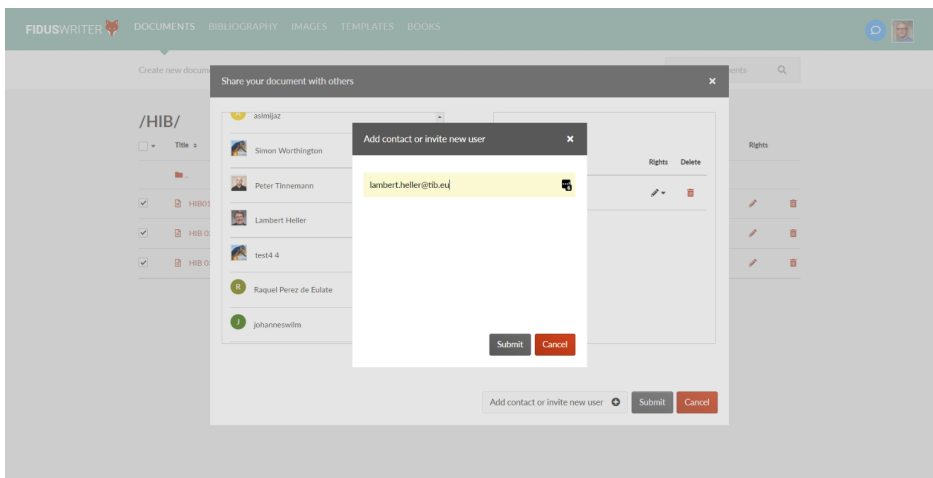 FIDUSWRITER DOCUMENTS BIBLIOGRAPHY IMAGES TEMPLATES BOOKS
Create new docum
ents
Share your document with others
/HIB/
Title
Rights
asimijaz
Simon Worthington
Peter Tinnemann
Lambert Heller
test4 4
R Raquel Perez de Eulate
J johanneswilm
Rights Delete
Add contact or invite new user
lambert.heller@tib.eu
Submit Cancel
..
HIB01
HIB 0
HIB 0
Add contact or invite new user
Submit Cancel